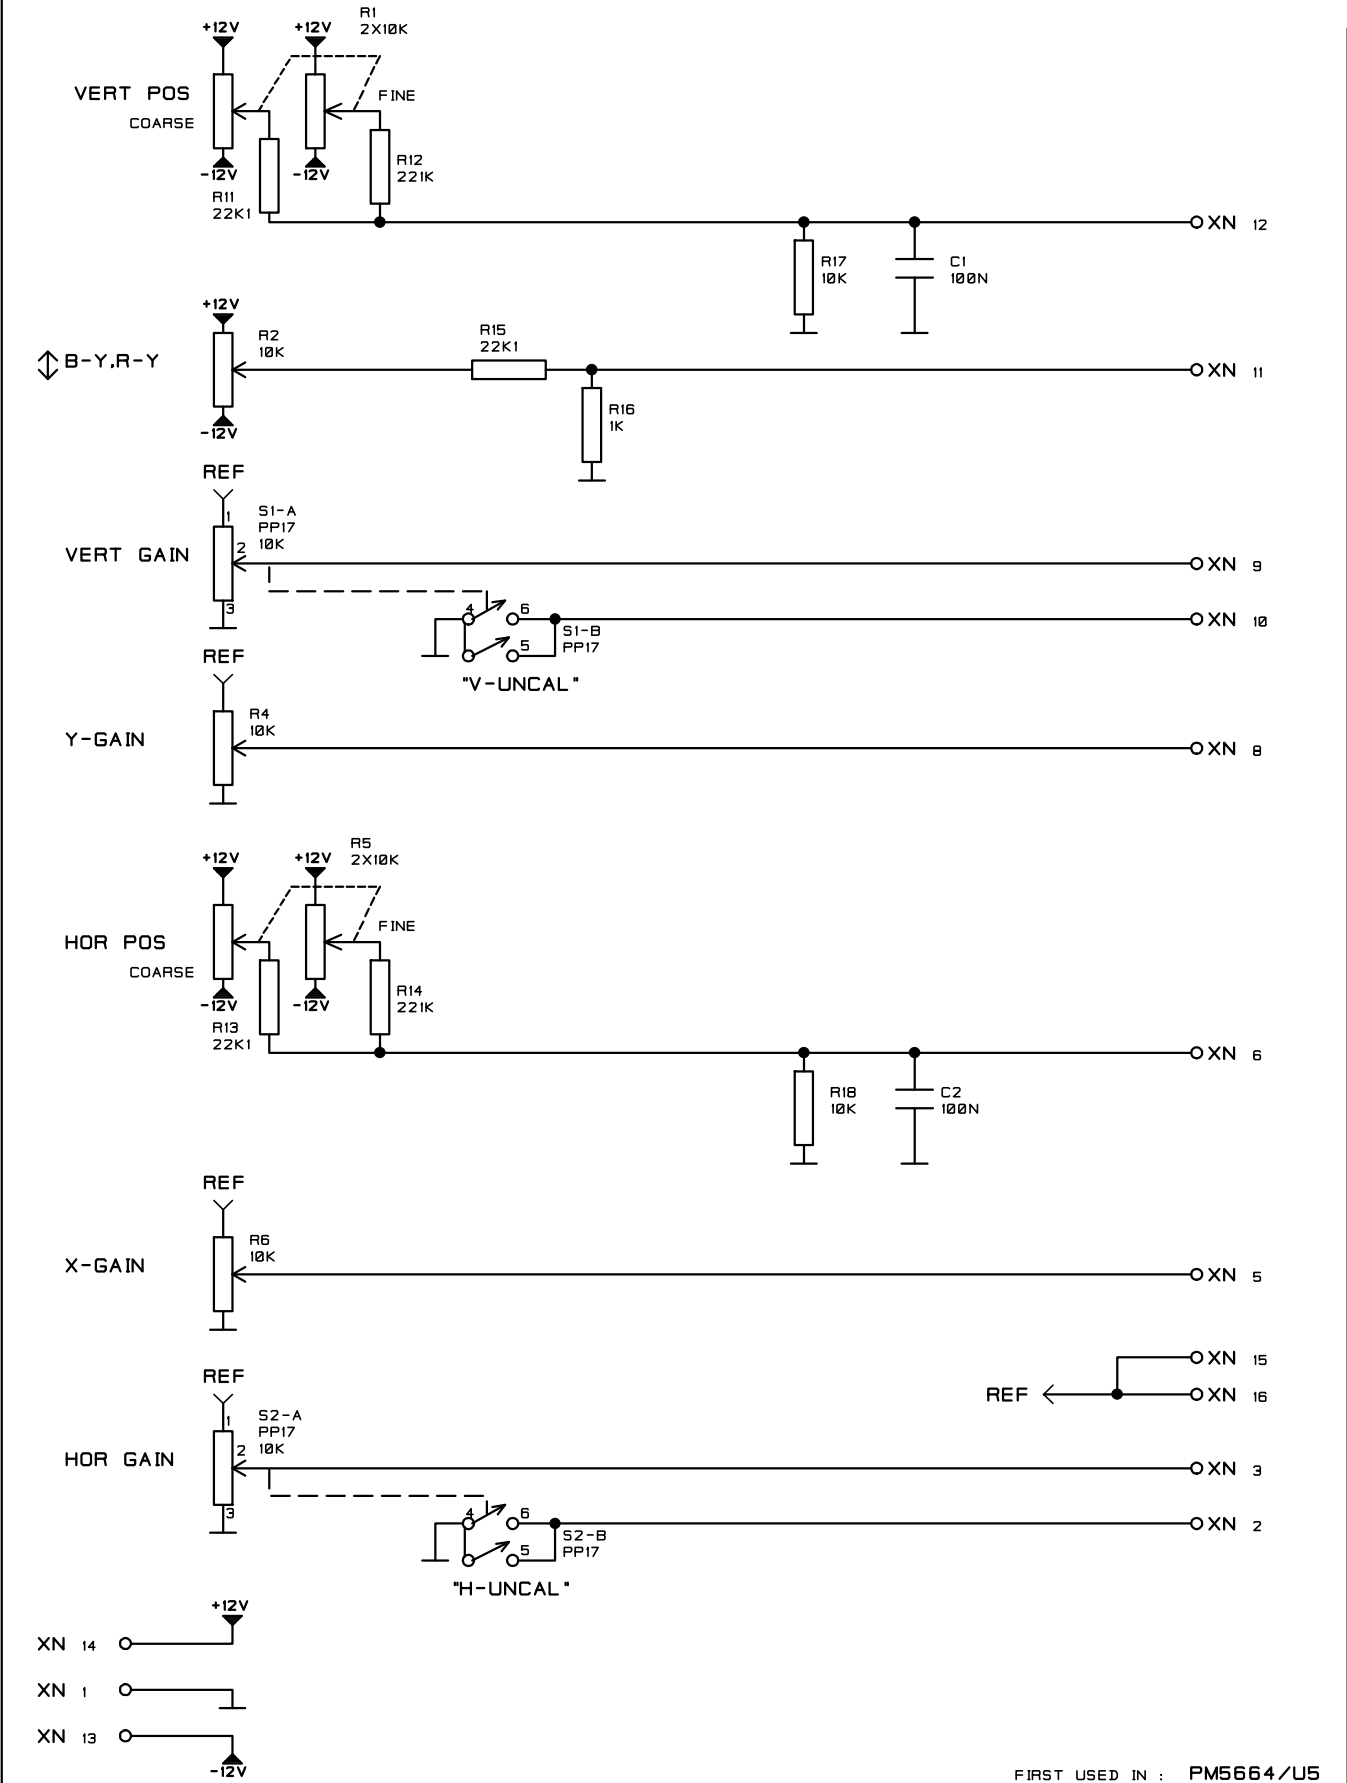 R1
+12V +12V 2X10K
VERT POS
COARSE
FINE
-12V -12V
R12
221K
R11
22K1
XN 12
R17
10K
C1
100N
+12V
R2
10K
R15
22K1
B-Y,R-Y
XN 11
R16
1K
-12V
REF
1
S1-A
PP17
10K
2
VERT GAIN
XN 9
3
4 6
XN 10
S1-B
PP17
5
"V-UNCAL"
REF
R4
10K
Y-GAIN
XN 8
R5
2X10K
+12V +12V
FINE
HOR POS
COARSE
-12V -12V
R14
221K
R13
22K1
XN 6
R18
10K
C2
100N
REF
R6
10K
X-GAIN
XN 5
XN 15
REF
REF
XN 16
1
S2-A
PP17
10K
2
HOR GAIN
XN 3
3
4 6
XN 2
S2-B
PP17
5
"H-UNCAL"
+12V
XN 14
XN 1
XN 13
-12V
FIRST USED IN : PM5664/U5